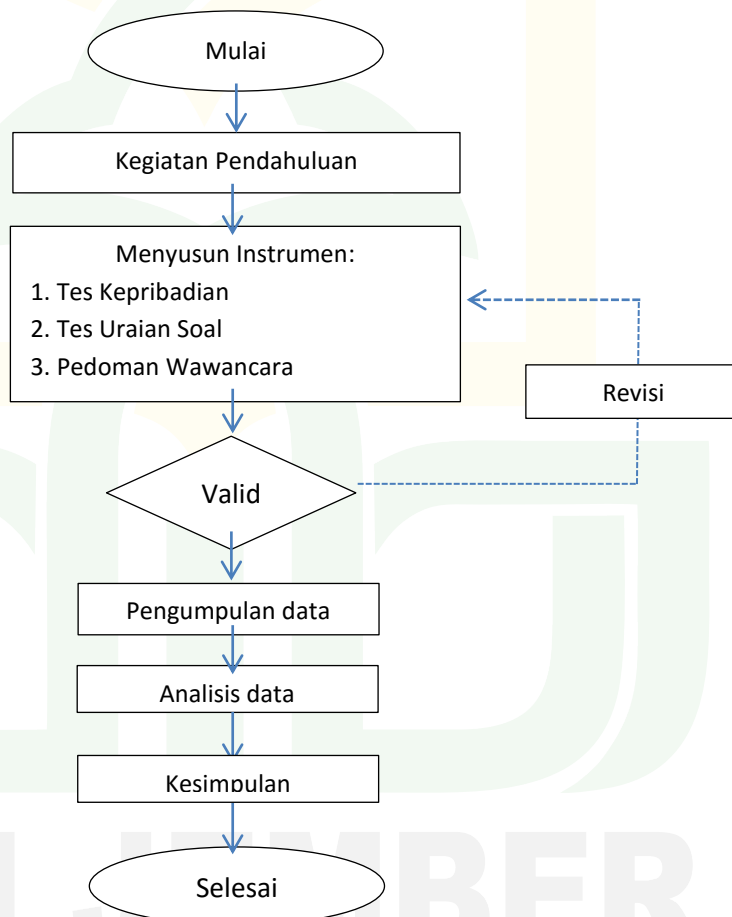 Mulai
Kegiatan Pendahuluan
Menyusun Instrumen:
1. Tes Kepribadian
2. Tes Uraian Soal
3. Pedoman Wawancara
Revisi
Valid
Pengumpulan data
Analisis data
Kesimpulan
Selesai
JEMBER